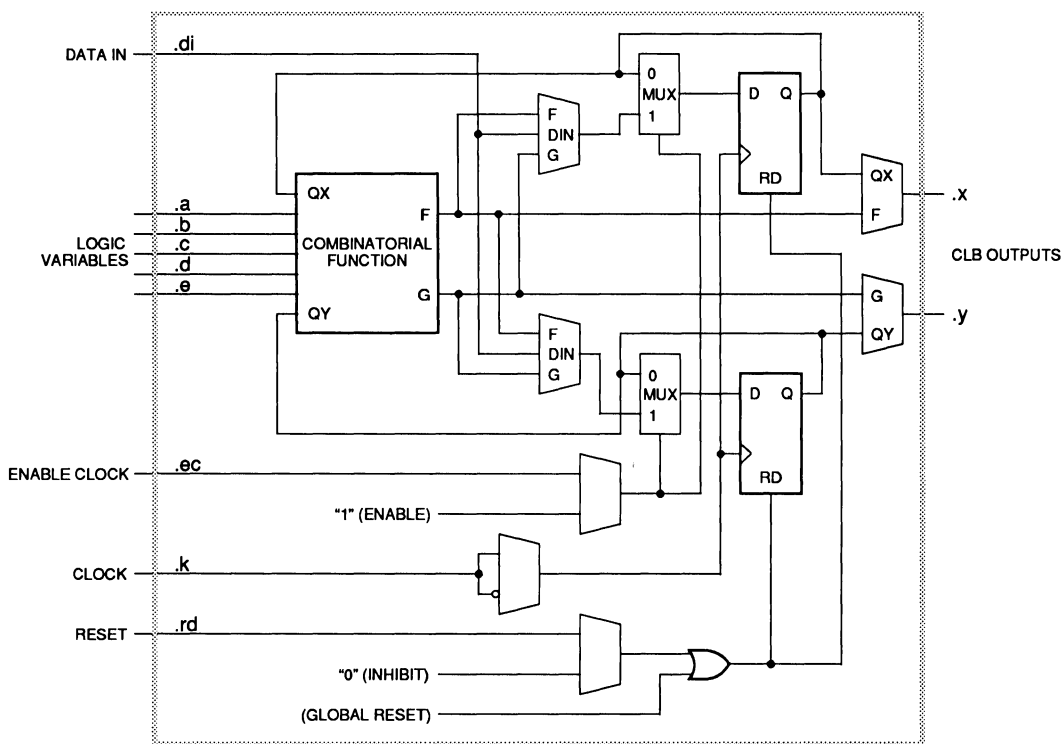 DATA IN
.di
0
MUX
1
D Q
RD
F
DIN
G
QX
F
.x
QX
.a
.b
LOGIC
VARIABLES
.c
.d
.e
QY
COMBINATORIAL
FUNCTION
F
G
CLB OUTPUTS
G
QY
.y
F
DIN
G
0
MUX
1
D Q
RD
ENABLE CLOCK
.ec
"1" (ENABLE)
CLOCK
.k
RESET
.rd
"0" (INHIBIT)
(GLOBAL RESET)